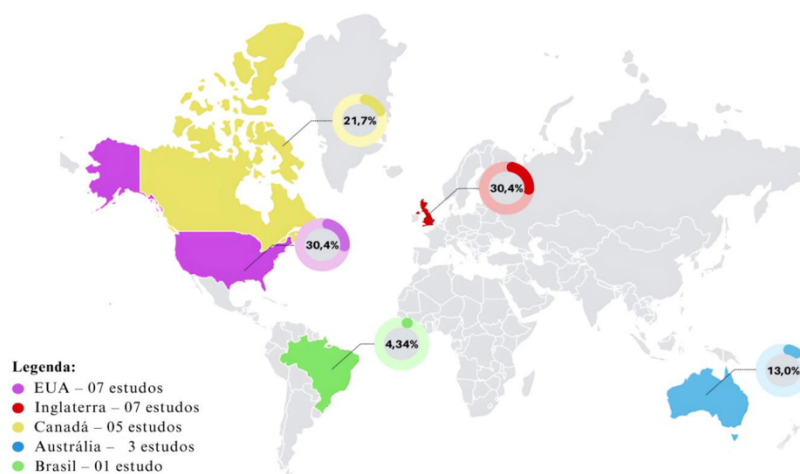 21,7%
30,4%
30,4%
4,34%
13,0%
Legenda:
EUA – 07 estudos
Inglaterra – 07 estudos
Canadá – 05 estudos
Austrália – 3 estudos
Brasil – 01 estudo